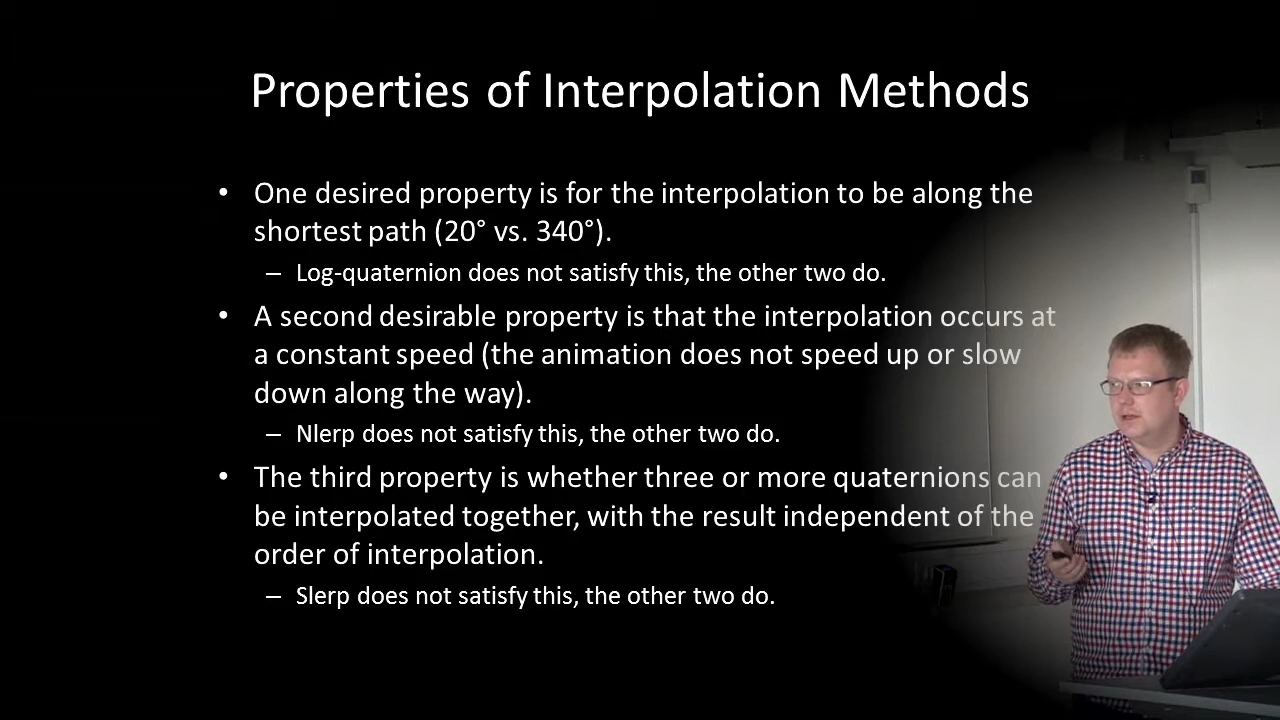 Properties of Interpolation Methods
• One desired property is for the interpolation to be along the
shortest path (20° vs. 340°).
– Log-quaternion does not satisfy this, the other two do.
• A second desirable property is that the interpolation occurs at
a constant speed (the animation does not speed up or slow
down along the way).
– Nlerp does not satisfy this, the other two do.
• The third property is whether three or more quaternions can
be interpolated together, with the result independent of the
order of interpolation.
– Slerp does not satisfy this, the other two do.